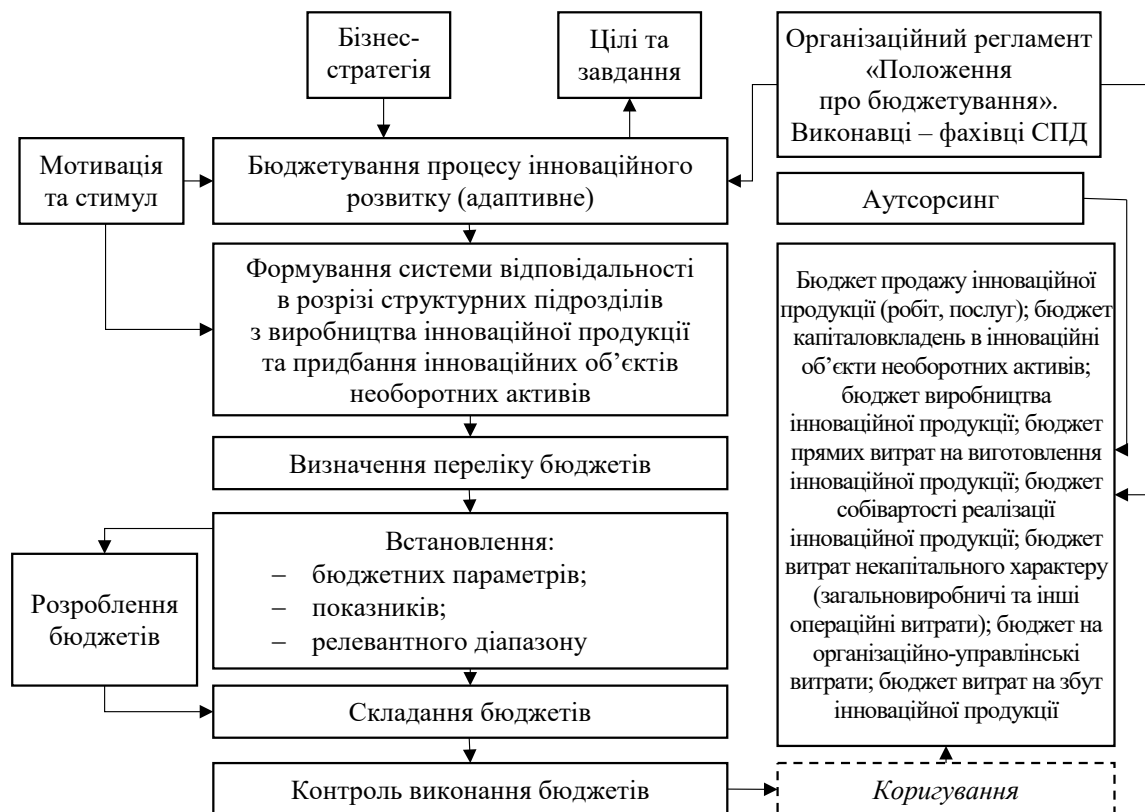 Бізнес-
стратегія
Цілі та
завдання
Організаційний регламент
«Положення
про бюджетування».
Виконавці – фахівці СПД
Мотивація
та стимул
Бюджетування процесу інноваційного
розвитку (адаптивне)
Аутсорсинг
Формування системи відповідальності
в розрізі структурних підрозділів
з виробництва інноваційної продукції
та придбання інноваційних об’єктів
необоротних активів
Бюджет продажу інноваційної
продукції (робіт, послуг); бюджет
капіталовкладень в інноваційні
об’єкти необоротних активів;
бюджет виробництва
інноваційної продукції; бюджет
прямих витрат на виготовлення
інноваційної продукції; бюджет
собівартості реалізації
інноваційної продукції; бюджет
витрат некапітального характеру
(загальновиробничі та інші
операційні витрати); бюджет на
організаційно-управлінські
витрати; бюджет витрат на збут
інноваційної продукції
Визначення переліку бюджетів
Встановлення:
– бюджетних параметрів;
– показників;
– релевантного діапазону
Розроблення
бюджетів
Складання бюджетів
Контроль виконання бюджетів
Коригування